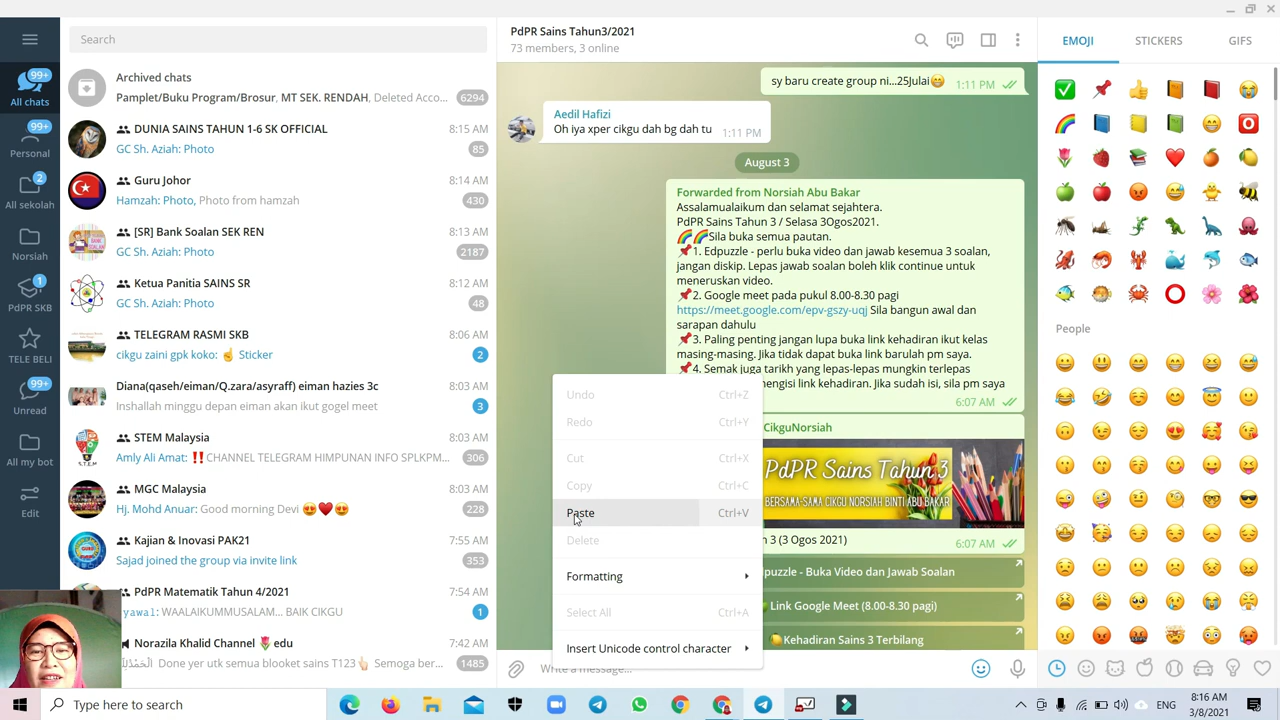 Search
All chats
99+
Personal
99+
All sekolah
2
Norsiah
PdPR SKB
1
TELE BELI
Unread
99+
All my bot
Edit
Archived chats
Pamplet/Buku Program/Brosur, MT SEK. RENDAH, Deleted Acco... 6294
DUNIA SAINS TAHUN 1-6 SK OFFICIAL 8:15 AM
GC Sh. Aziah: Photo 85
Guru Johor 8:14 AM
Hamzah: Photo, Photo from hamzah 430
[SR] Bank Soalan SEK REN 8:13 AM
GC Sh. Aziah: Photo 2187
Ketua Panitia SAINS SR 8:12 AM
GC Sh. Aziah: Photo 48
TELEGRAM RASMI SKB 8:06 AM
cikgu zaini gpk koko: ☝ Sticker 2
Diana(qaseh/eiman/Q.zara/asyraff) eiman hazies 3c 8:03 AM
Inshallah minggu depan eiman akan ikut gogel meet 3
STEM Malaysia 8:03 AM
Amly Ali Amat: ‼️CHANNEL TELEGRAM HIMPUNAN INFO SPLKPM... 306
MGC Malaysia 8:03 AM
Hj. Mohd Anuar: Good morning Devi 😍❤️😍 228
Kajian & Inovasi PAK21 7:55 AM
Sajad joined the group via invite link 353
PdPR Matematik Tahun 4/2021 7:54 AM
yawal: WAALAIKUMMUSALAM... BAIK CIKGU 1
Norazila Khalid Channel 🌷edu 7:42 AM
Done yer utk semua blooket sains T123👆 Semoga ber... 1485
PdPR Sains Tahun3/2021
73 members, 3 online
sy baru create group ni...25Julai😁 1:11 PM
Aedil Hafizi
Oh iya xper cikgu dah bg dah tu 1:11 PM
August 3
Forwarded from Norsiah Abu Bakar
Assalamualaikum dan selamat sejahtera.
PdPR Sains Tahun 3 / Selasa 3Ogos2021.
🌈🌈Sila buka semua pautan.
📌1. Edpuzzle - perlu buka video dan jawab kesemua 3 soalan,
jangan diskip. Lepas jawab soalan boleh klik continue untuk
meneruskan video.
📌2. Google meet pada pukul 8.00-8.30 pagi
https://meet.google.com/epv-gszy-uqj Sila bangun awal dan
sarapan dahulu
📌3. Paling penting jangan lupa buka link kehadiran ikut kelas
masing-masing. Jika tidak dapat buka link barulah pm saya.
📌4. Semak juga tarikh yang lepas-lepas mungkin terlepas
mengisi link kehadiran. Jika sudah isi, sila pm saya
6:07 AM
CikguNorsiah
PdPR Sains Tahun 3
BERSAMA-SAMA CIKGU NORSIAH BINTI ABU BAKAR
3 (3 Ogos 2021) 6:07 AM
dpuzzle - Buka Video dan Jawab Soalan
Link Google Meet (8.00-8.30 pagi)
🍋Kehadiran Sains 3 Terbilang
Undo Ctrl+Z
Redo Ctrl+Y
Cut Ctrl+X
Copy Ctrl+C
Paste Ctrl+V
Delete
Formatting
Select All Ctrl+A
Insert Unicode control character
Write a message...
EMOJI STICKERS GIFS
People
Type here to search
ENG
8:16 AM
3/8/2021